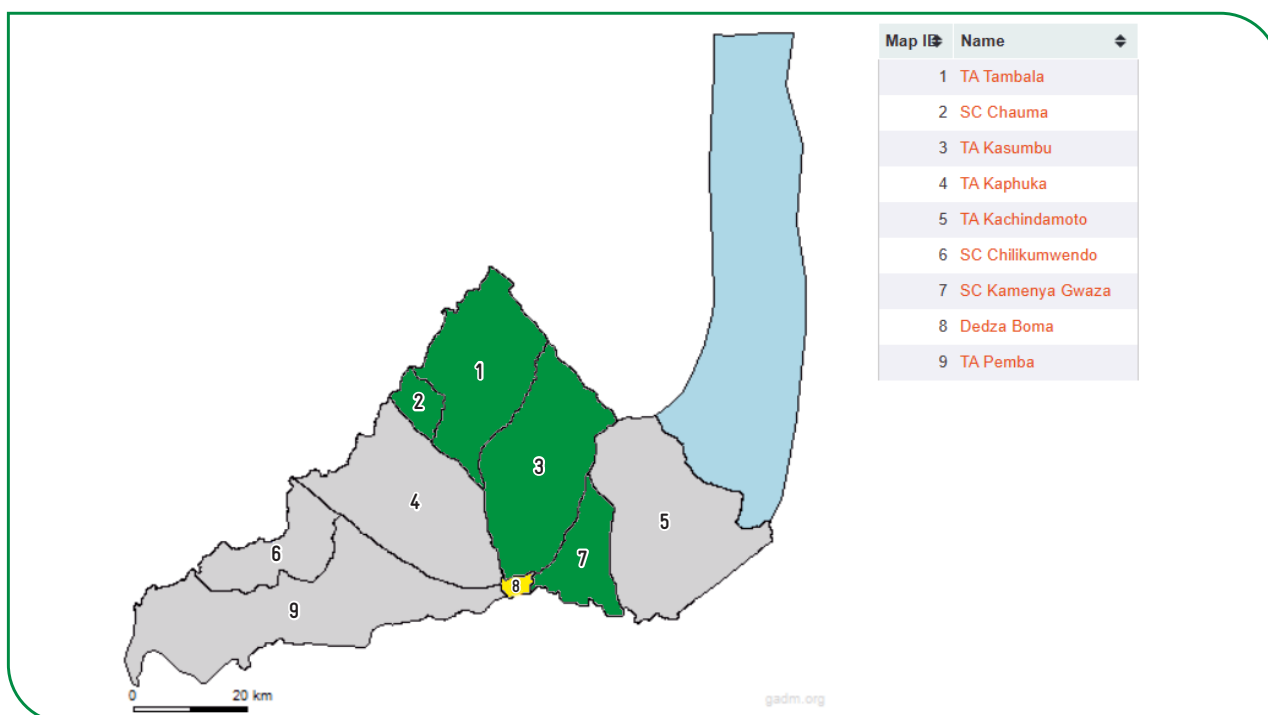 Map ID Name
1 TA Tambala
2 SC Chauma
3 TA Kasumbu
4 TA Kaphuka
5 TA Kachindamoto
6 SC Chilikumwendo
7 SC Kamenya Gwaza
8 Dedza Boma
9 TA Pemba
1
2
3
4
5
6
7
8
9
0 20 km
gadm.org